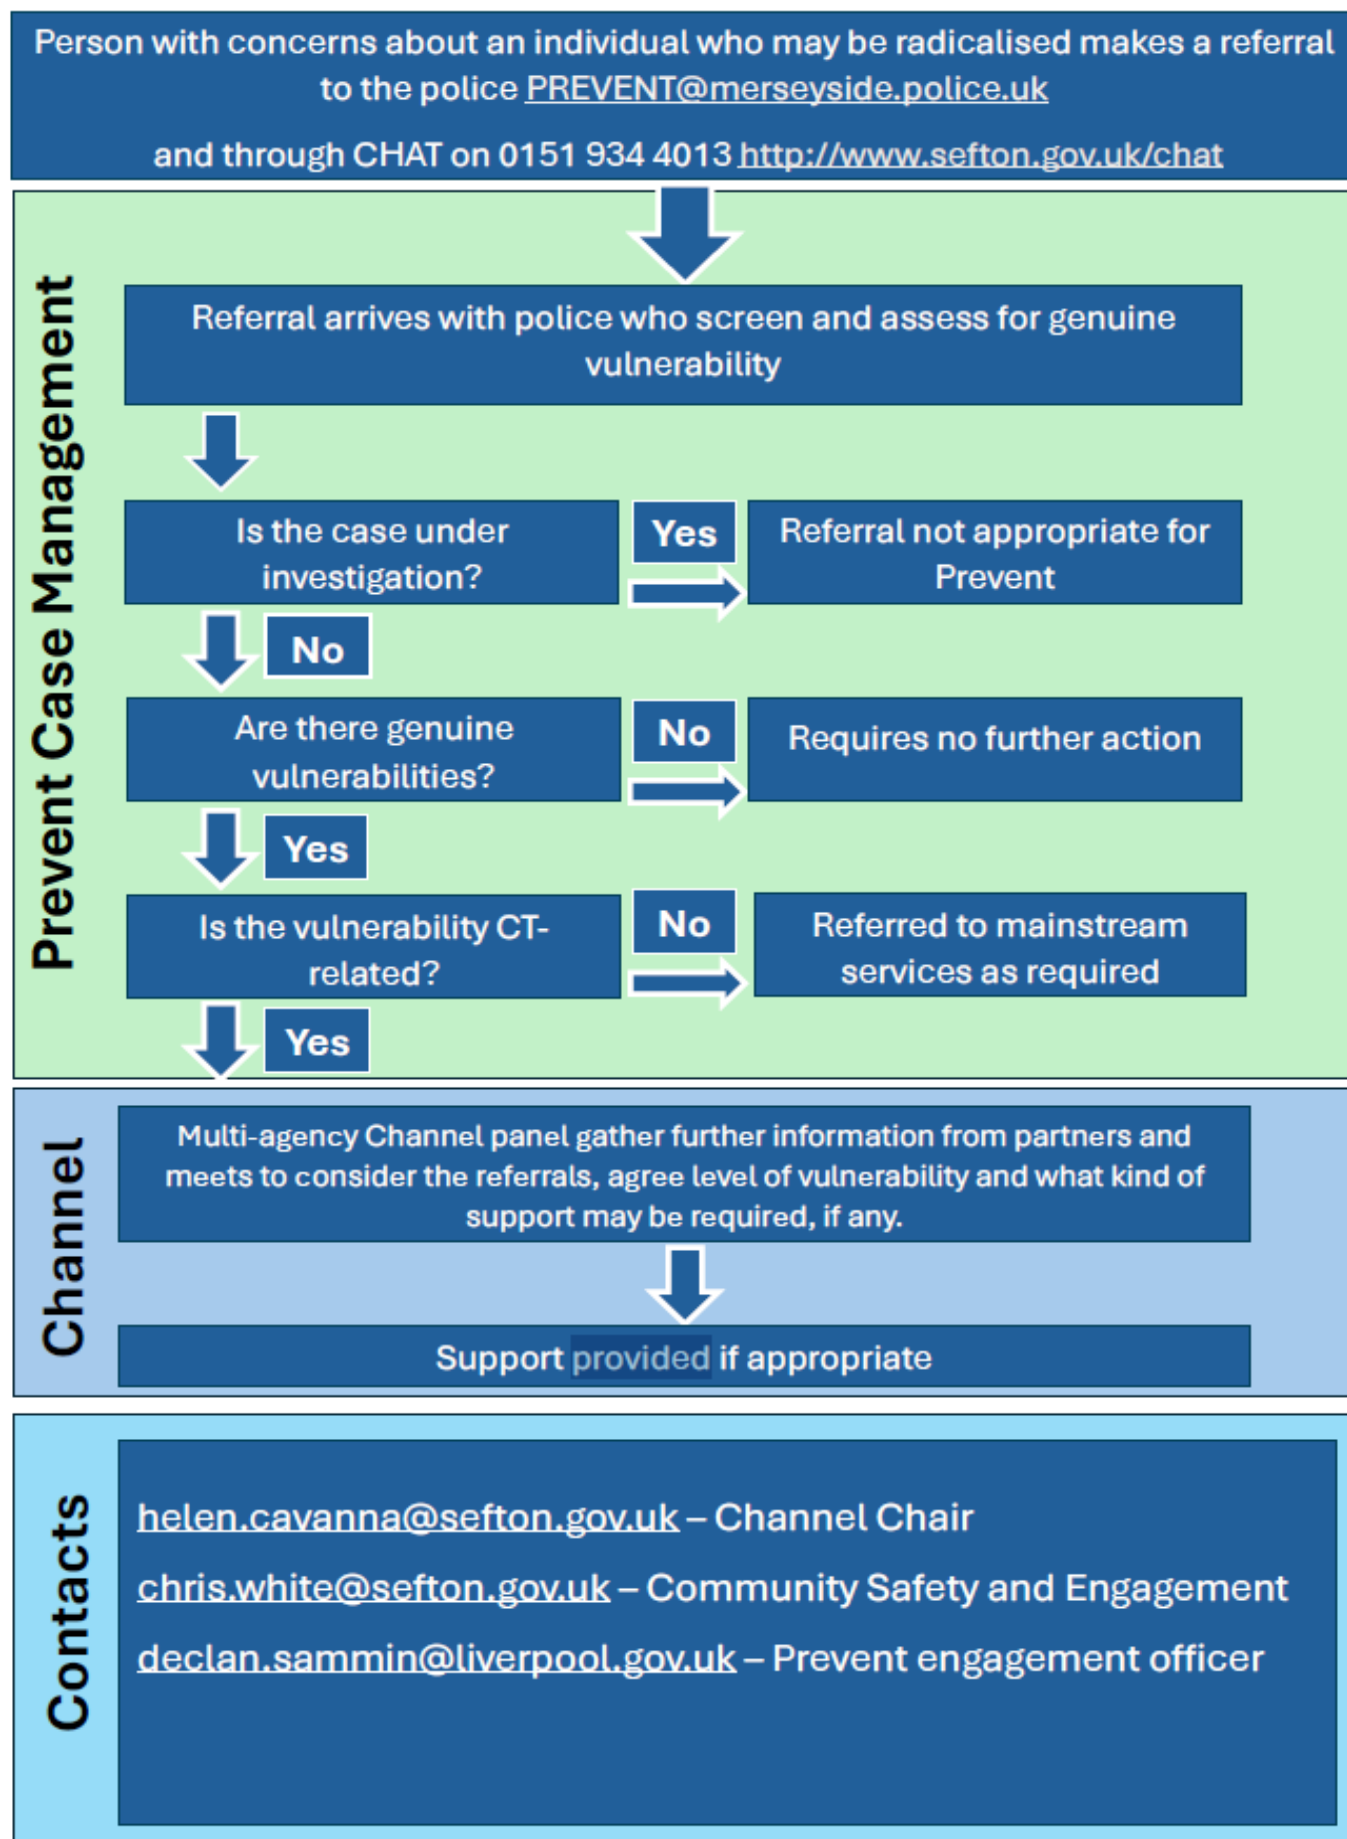 Person with concerns about an individual who may be radicalised makes a referral
to the police PREVENT@merseyside.police.uk
and through CHAT on 0151 934 4013 http://www.sefton.gov.uk/chat
Prevent Case Management
Referral arrives with police who screen and assess for genuine
vulnerability
Is the case under
investigation?
Yes
Referral not appropriate for
Prevent
No
Are there genuine
vulnerabilities?
No
Requires no further action
Yes
Is the vulnerability CT-
related?
No
Referred to mainstream
services as required
Yes
Channel
Multi-agency Channel panel gather further information from partners and
meets to consider the referrals, agree level of vulnerability and what kind of
support may be required, if any.
Support provided if appropriate
Contacts
helen.cavanna@sefton.gov.uk – Channel Chair
chris.white@sefton.gov.uk – Community Safety and Engagement
declan.sammin@liverpool.gov.uk – Prevent engagement officer